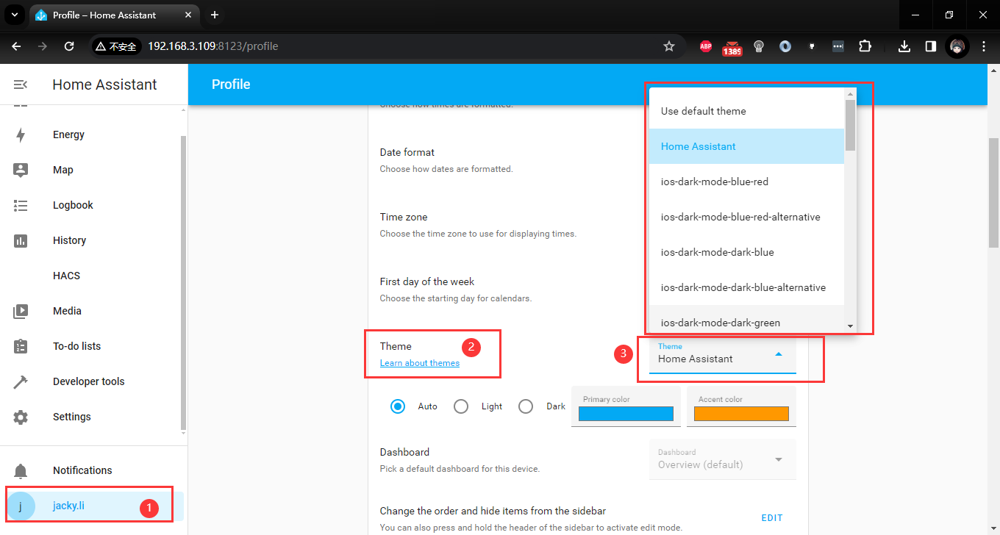 Profile – Home Assistant
不安全
192.168.3.109:8123/profile
ABP
1389
Home Assistant
Profile
Energy
Map
Logbook
History
HACS
Media
To-do lists
Developer tools
Settings
Notifications
j
jacky.li
1
Choose how times are formatted.
Date format
Choose how dates are formatted.
Time zone
Choose the time zone to use for displaying times.
First day of the week
Choose the starting day for calendars.
Theme
Learn about themes
2
Use default theme
Home Assistant
ios-dark-mode-blue-red
ios-dark-mode-blue-red-alternative
ios-dark-mode-dark-blue
ios-dark-mode-dark-blue-alternative
ios-dark-mode-dark-green
3
Theme
Home Assistant
Auto
Light
Dark
Primary color
Accent color
Dashboard
Pick a default dashboard for this device.
Dashboard
Overview (default)
Change the order and hide items from the sidebar
You can also press and hold the header of the sidebar to activate edit mode.
EDIT